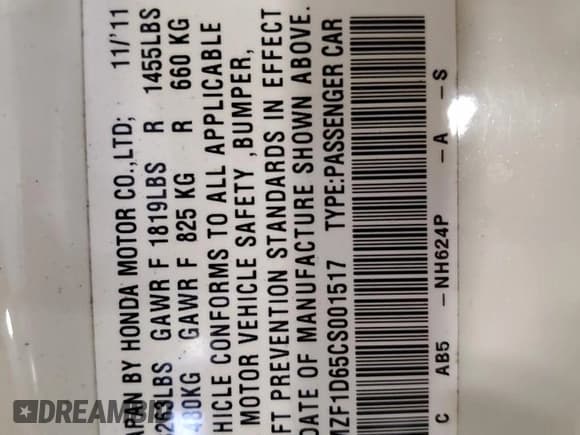 APAN BY HONDA MOTOR CO.,LTD; 11/'11
263LBS GAWR F 1819LBS R 1455LBS
480KG GAWR F 825 KG R 660 KG
HICLE CONFORMS TO ALL APPLICABLE
MOTOR VEHICLE SAFETY ,BUMPER,
FT PREVENTION STANDARDS IN EFFECT
DATE OF MANUFACTURE SHOWN ABOVE.
MZF1D65CS001517 TYPE:PASSENGER CAR
C AB5 -NH624P -A -S
DREAMBID